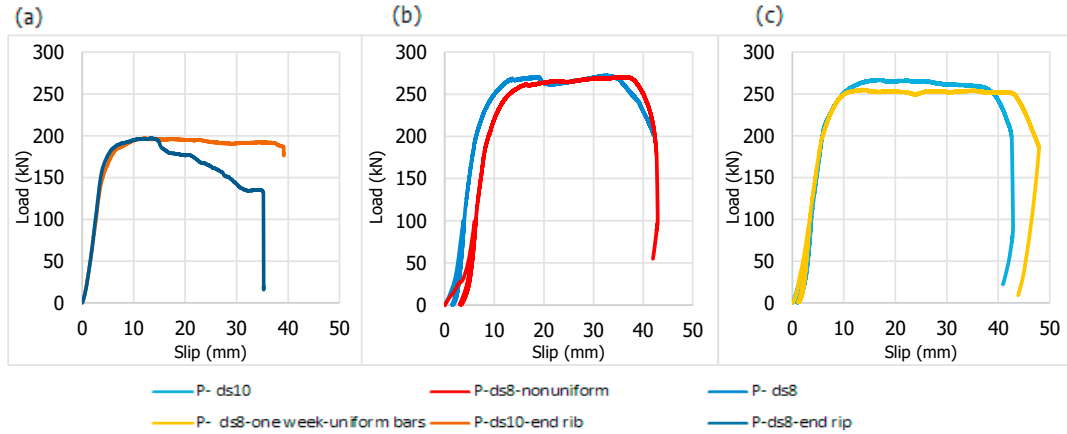 (a)
(b)
(c)
300
250
200
150
100
50
0
Load (kN)
0 10 20 30 40 50
Slip (mm)
300
250
200
150
100
50
0
Load (kN)
0 10 20 30 40 50
Slip (mm)
300
250
200
150
100
50
0
Load (kN)
0 10 20 30 40 50
Slip (mm)
P- ds10
P-ds8-nonuniform
P- ds8
P- ds8-one week-uniform bars
P-ds10-end rib
P-ds8-end rip